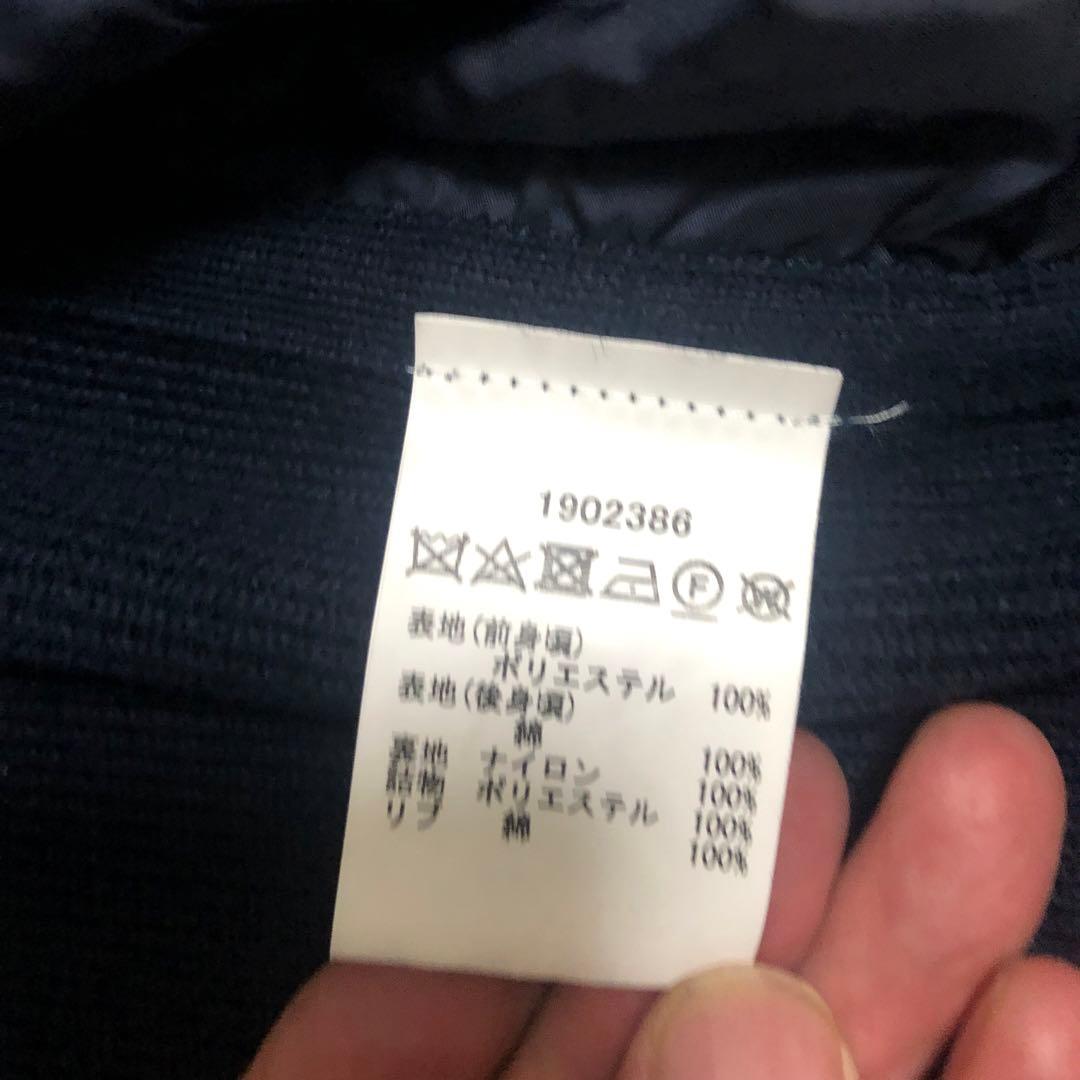 1902386
F W
表地(前身頃)
ポリエステル 100%
表地(後身頃)
綿 100%
裏地 ナイロン 100%
詰物 ポリエステル 100%
リブ 綿 100%